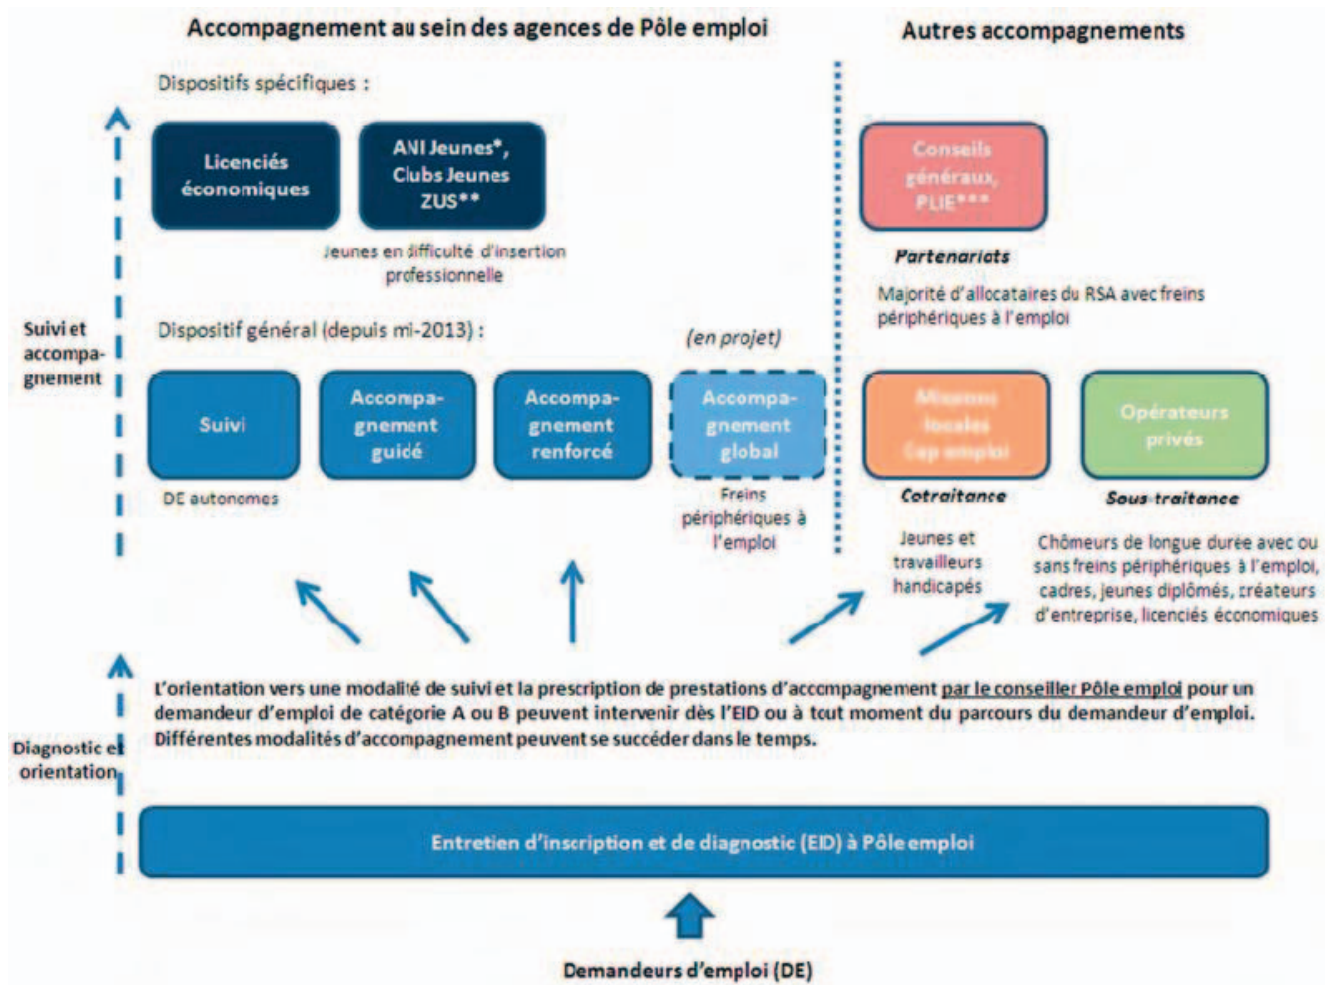 Accompagnement au sein des agences de Pôle emploi
Autres accompagnements
Dispositifs spécifiques :
Licenciés
économiques
ANI Jeunes*,
Clubs Jeunes
ZUS**
Jeunes en difficulté d'insertion
professionnelle
Conseils
généraux,
PLIE***
Partenariats
Majorité d'allocataires du RSA avec freins
périphériques à l'emploi
Suivi et
accompa-
gnement
Dispositif général (depuis mi-2013) :
(en projet)
Suivi
DE autonomes
Accompa-
gnement
guidé
Accompa-
gnement
renforcé
Accompa-
gnement
global
Freins
périphériques à
l'emploi
Missions
locales
Cap emploi
Cotraitance
Jeunes et
travailleurs
handicapés
Opérateurs
privés
Sous-traitance
Chômeurs de longue durée avec ou
sans freins périphériques à l'emploi,
cadres, jeunes diplômés, créateurs
d'entreprise, licenciés économiques
Diagnostic et
orientation
L'orientation vers une modalité de suivi et la prescription de prestations d'accompagnement par le conseiller Pôle emploi pour un
demandeur d'emploi de catégorie A ou B peuvent intervenir dès l'EID ou à tout moment du parcours du demandeur d'emploi.
Différentes modalités d'accompagnement peuvent se succéder dans le temps.
Entretien d'inscription et de diagnostic (EID) à Pôle emploi
Demandeurs d'emploi (DE)